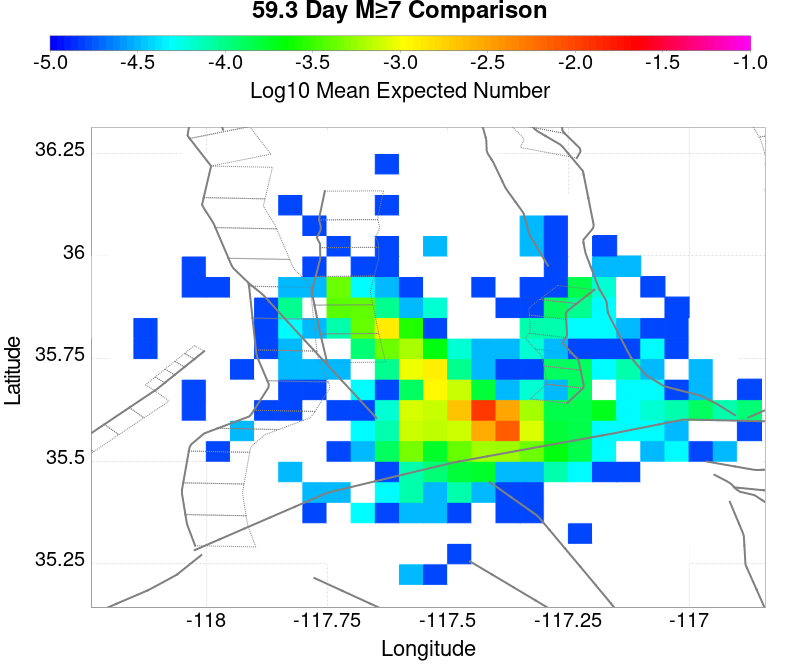 59.3 Day M≥7 Comparison
-5.0 -4.5 -4.0 -3.5 -3.0 -2.5 -2.0 -1.5 -1.0
Log10 Mean Expected Number
36.25
36
35.75
35.5
35.25
Latitude
-118 -117.75 -117.5 -117.25 -117
Longitude